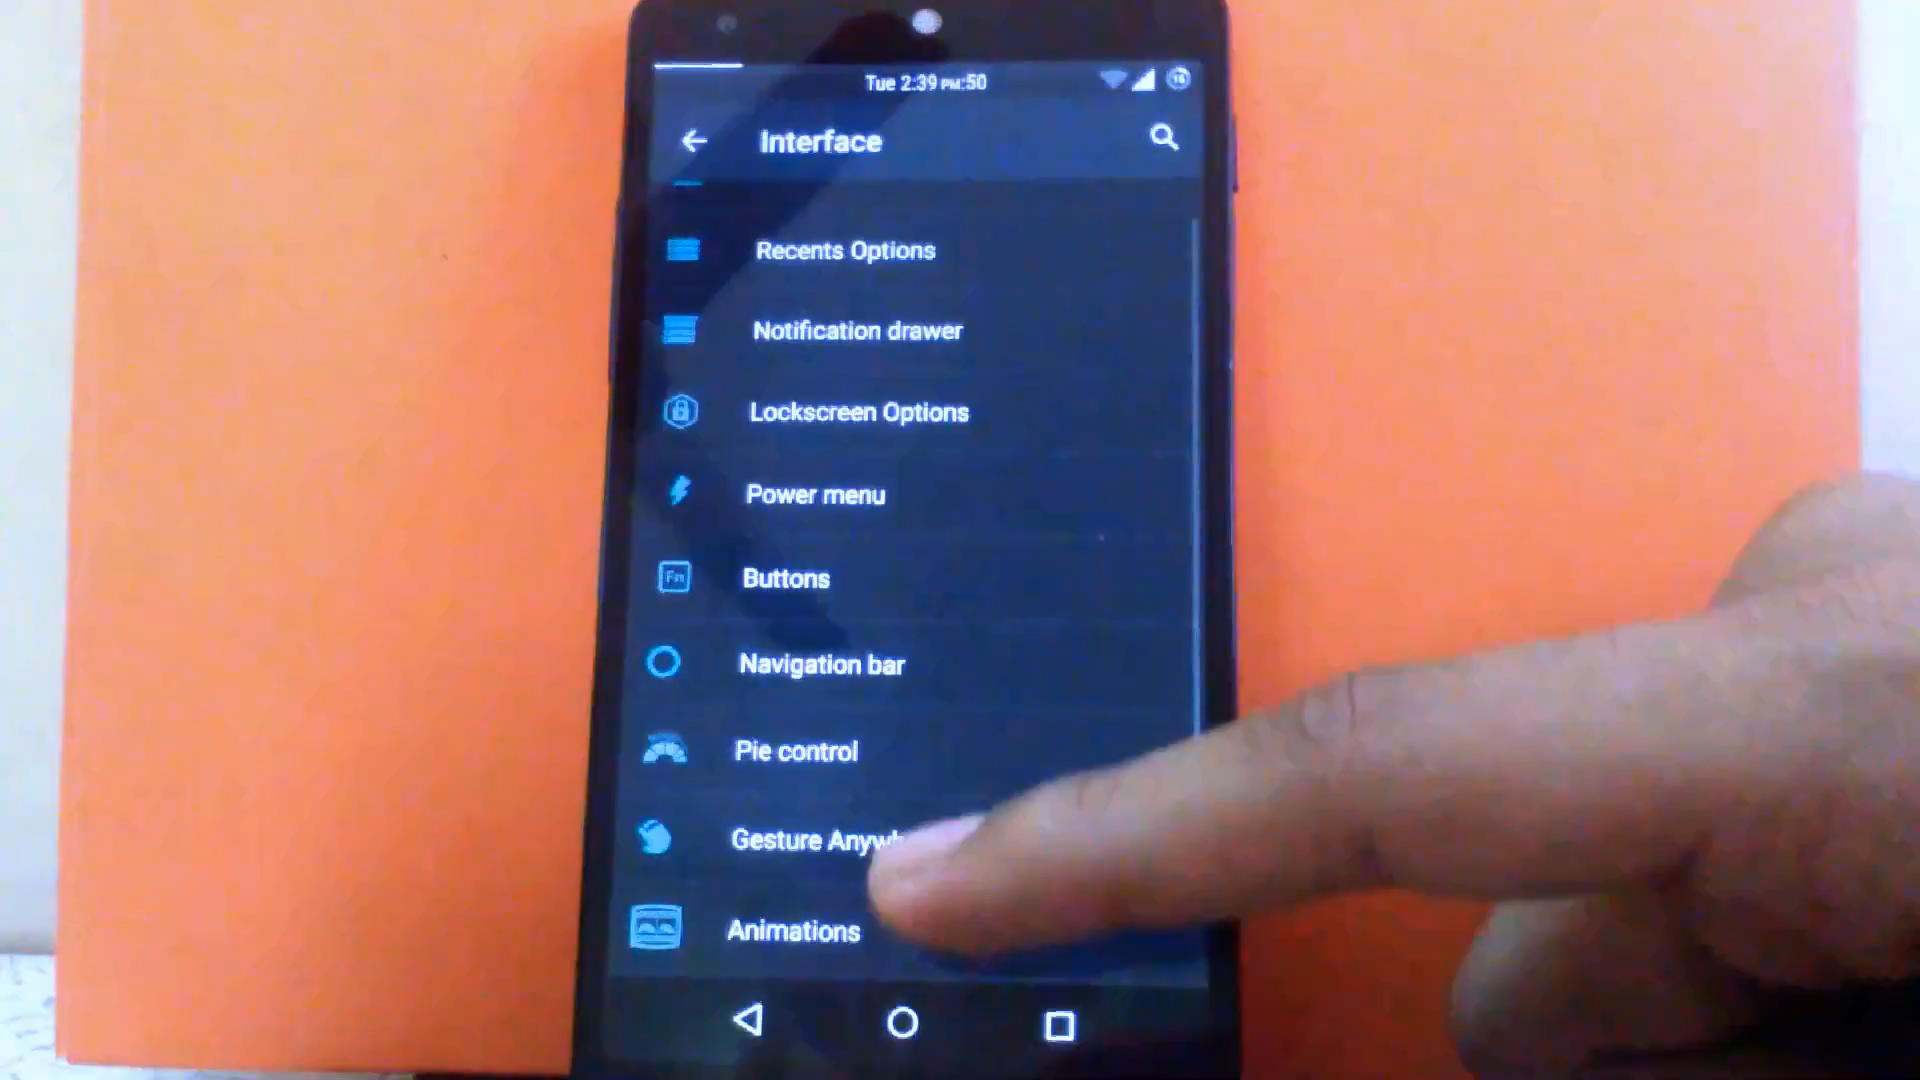 Tue 2:39 PM:50
Interface
Recents Options
Notification drawer
Lockscreen Options
Power menu
Fn
Buttons
Navigation bar
Pie control
Gesture
Animations